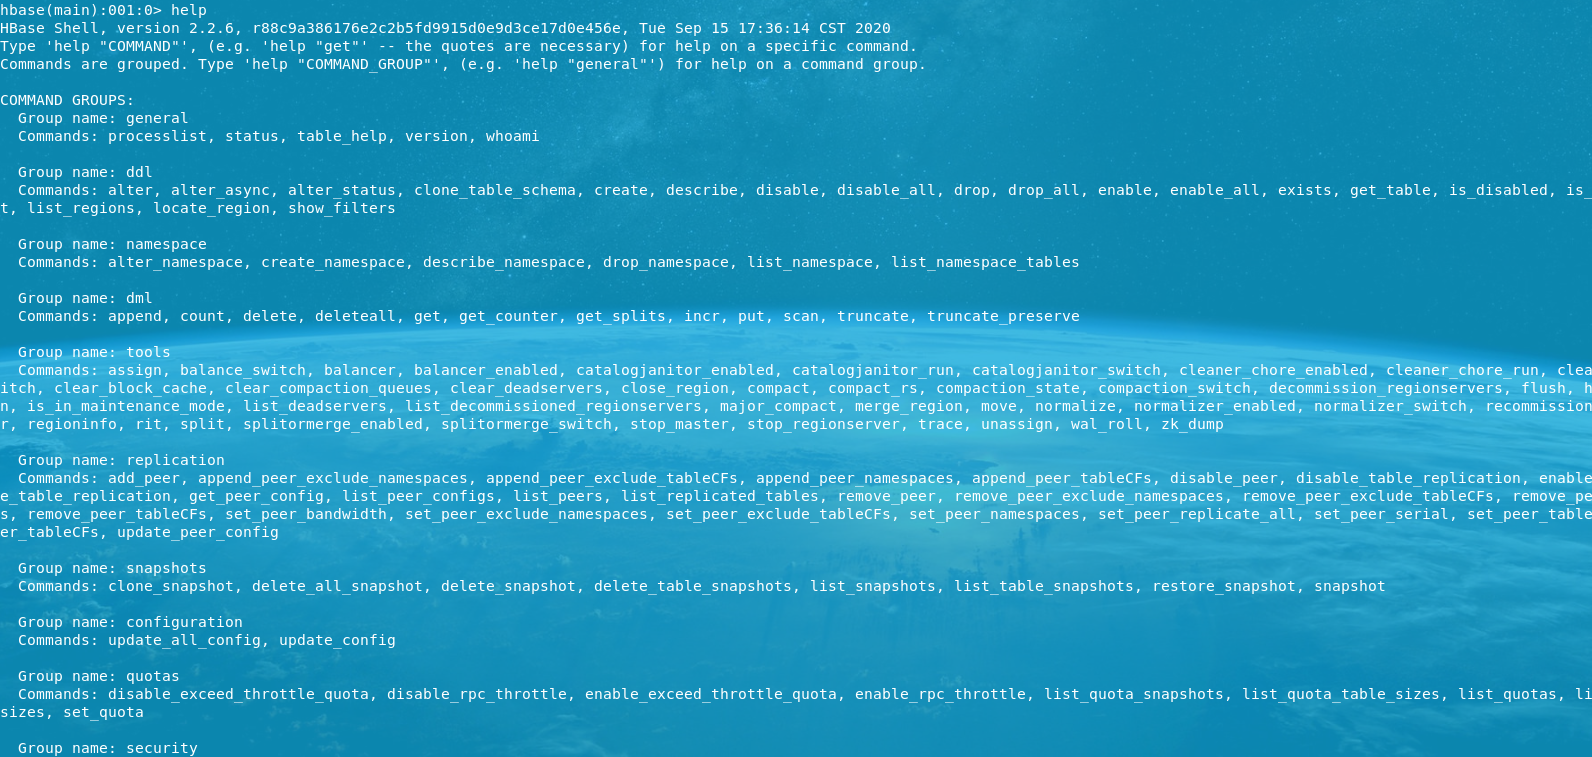 hbase(main):001:0> help
HBase Shell, version 2.2.6, r88c9a386176e2c2b5fd9915d0e9d3ce17d0e456e, Tue Sep 15 17:36:14 CST 2020
Type 'help "COMMAND"', (e.g. 'help "get"' -- the quotes are necessary) for help on a specific command.
Commands are grouped. Type 'help "COMMAND_GROUP"', (e.g. 'help "general"') for help on a command group.
COMMAND GROUPS:
Group name: general
Commands: processlist, status, table_help, version, whoami
Group name: ddl
Commands: alter, alter_async, alter_status, clone_table_schema, create, describe, disable, disable_all, drop, drop_all, enable, enable_all, exists, get_table, is_disabled, is_
t, list_regions, locate_region, show_filters
Group name: namespace
Commands: alter_namespace, create_namespace, describe_namespace, drop_namespace, list_namespace, list_namespace_tables
Group name: dml
Commands: append, count, delete, deleteall, get, get_counter, get_splits, incr, put, scan, truncate, truncate_preserve
Group name: tools
Commands: assign, balance_switch, balancer, balancer_enabled, catalogjanitor_enabled, catalogjanitor_run, catalogjanitor_switch, cleaner_chore_enabled, cleaner_chore_run, clea
itch, clear_block_cache, clear_compaction_queues, clear_deadservers, close_region, compact, compact_rs, compaction_state, compaction_switch, decommission_regionservers, flush, h
n, is_in_maintenance_mode, list_deadservers, list_decommissioned_regionservers, major_compact, merge_region, move, normalize, normalizer_enabled, normalizer_switch, recommission
r, regioninfo, rit, split, splitormerge_enabled, splitormerge_switch, stop_master, stop_regionserver, trace, unassign, wal_roll, zk_dump
Group name: replication
Commands: add_peer, append_peer_exclude_namespaces, append_peer_exclude_tableCFs, append_peer_namespaces, append_peer_tableCFs, disable_peer, disable_table_replication, enable
e_table_replication, get_peer_config, list_peer_configs, list_peers, list_replicated_tables, remove_peer, remove_peer_exclude_namespaces, remove_peer_exclude_tableCFs, remove_pe
s, remove_peer_tableCFs, set_peer_bandwidth, set_peer_exclude_namespaces, set_peer_exclude_tableCFs, set_peer_namespaces, set_peer_replicate_all, set_peer_serial, set_peer_table
er_tableCFs, update_peer_config
Group name: snapshots
Commands: clone_snapshot, delete_all_snapshot, delete_snapshot, delete_table_snapshots, list_snapshots, list_table_snapshots, restore_snapshot, snapshot
Group name: configuration
Commands: update_all_config, update_config
Group name: quotas
Commands: disable_exceed_throttle_quota, disable_rpc_throttle, enable_exceed_throttle_quota, enable_rpc_throttle, list_quota_snapshots, list_quota_table_sizes, list_quotas, li
sizes, set_quota
Group name: security